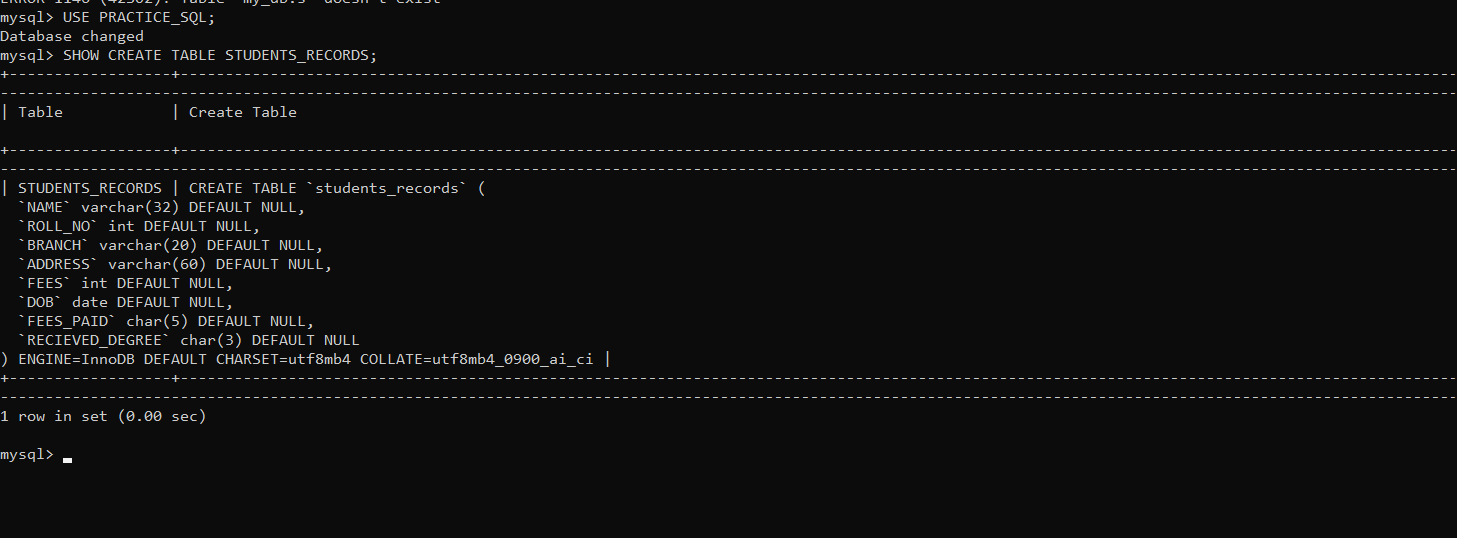 mysql> USE PRACTICE_SQL;
Database changed
mysql> SHOW CREATE TABLE STUDENTS_RECORDS;
| Table | Create Table
| STUDENTS_RECORDS | CREATE TABLE `students_records` (
`NAME` varchar(32) DEFAULT NULL,
`ROLL_NO` int DEFAULT NULL,
`BRANCH` varchar(20) DEFAULT NULL,
`ADDRESS` varchar(60) DEFAULT NULL,
`FEES` int DEFAULT NULL,
`DOB` date DEFAULT NULL,
`FEES_PAID` char(5) DEFAULT NULL,
`RECIEVED_DEGREE` char(3) DEFAULT NULL
) ENGINE=InnoDB DEFAULT CHARSET=utf8mb4 COLLATE=utf8mb4_0900_ai_ci |
1 row in set (0.00 sec)
mysql>